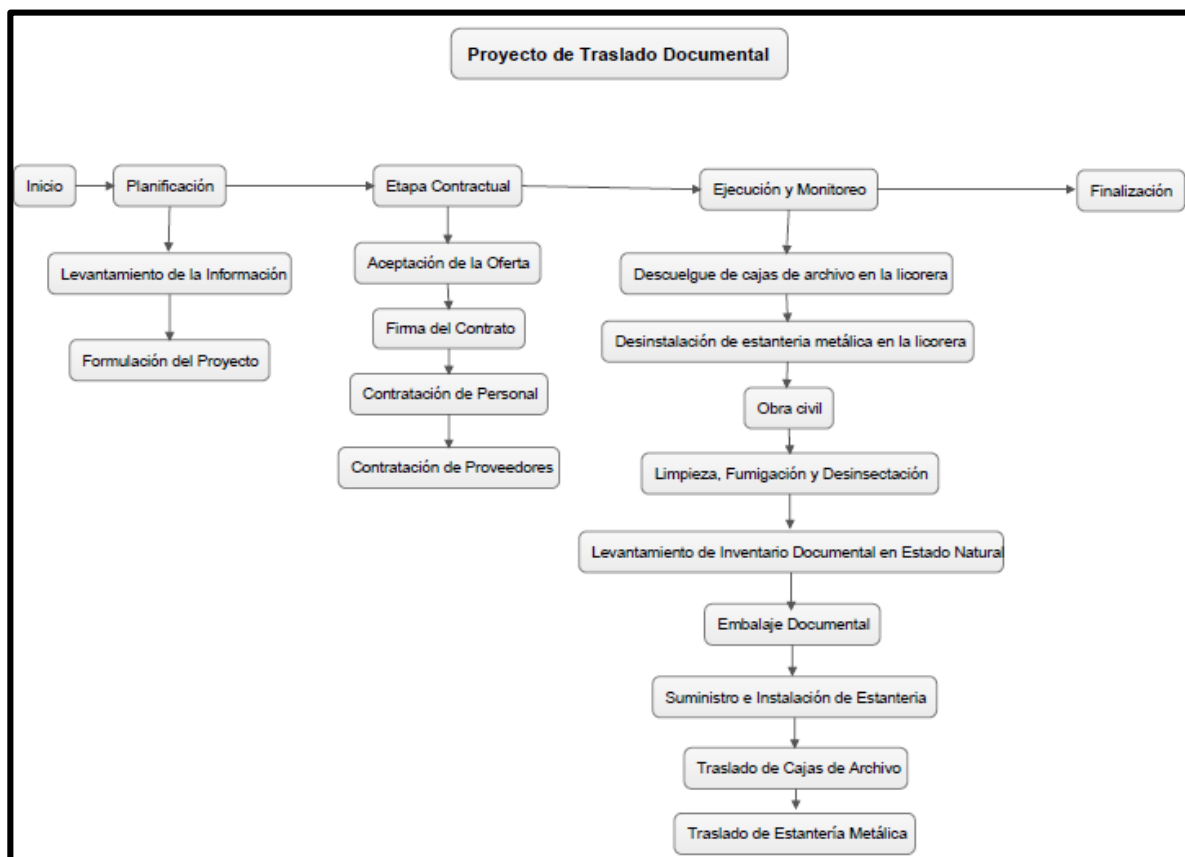 Proyecto de Traslado Documental
Inicio
Planificación
Etapa Contractual
Ejecución y Monitoreo
Finalización
Levantamiento de la Información
Formulación del Proyecto
Aceptación de la Oferta
Firma del Contrato
Contratación de Personal
Contratación de Proveedores
Descuelgue de cajas de archivo en la licorera
Desinstalación de estanteria metálica en la licorera
Obra civil
Limpieza, Fumigación y Desinsectación
Levantamiento de Inventario Documental en Estado Natural
Embalaje Documental
Suministro e Instalación de Estanteria
Traslado de Cajas de Archivo
Traslado de Estantería Metálica